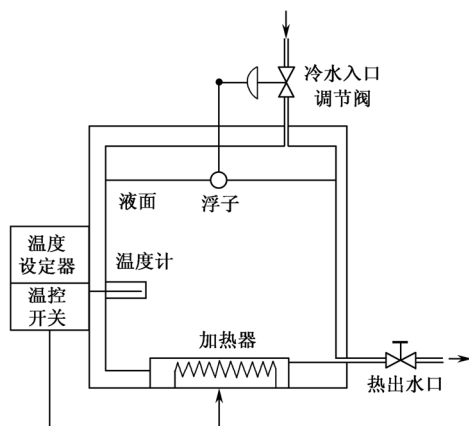 冷水入口
调节阀
液面
浮子
温度
设定器
温度计
温控
开关
加热器
热出水口